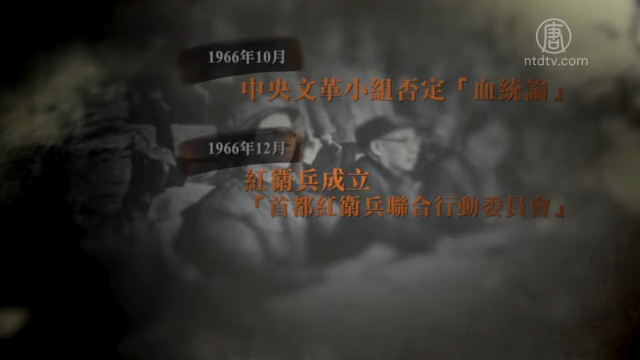 唐
ntdtv.com
1966年10月
中央文革小組否定『血統論』
1966年12月
紅衛兵成立
『首都紅衛兵聯合行動委員會』